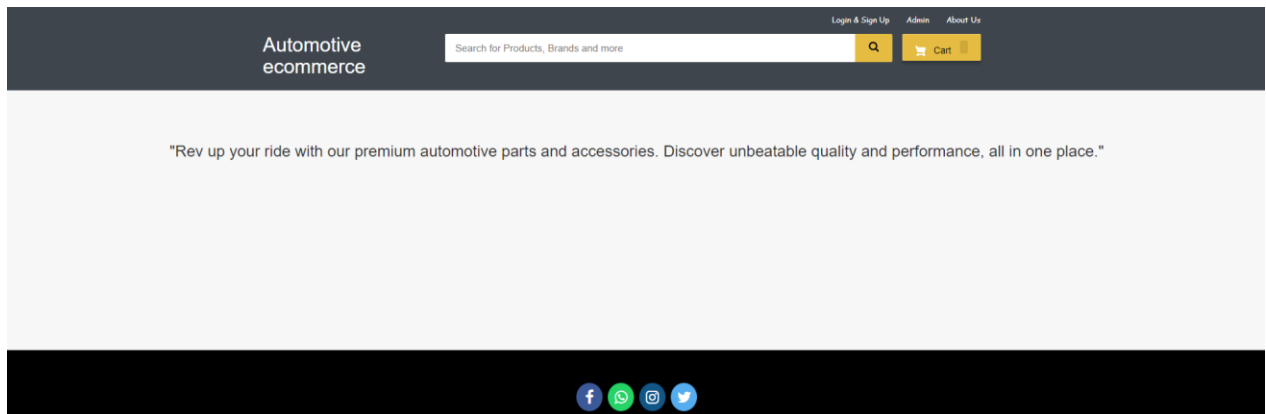 Login & Sign Up Admin About Us
Automotive
ecommerce
Search for Products, Brands and more
Cart
"Rev up your ride with our premium automotive parts and accessories. Discover unbeatable quality and performance, all in one place."